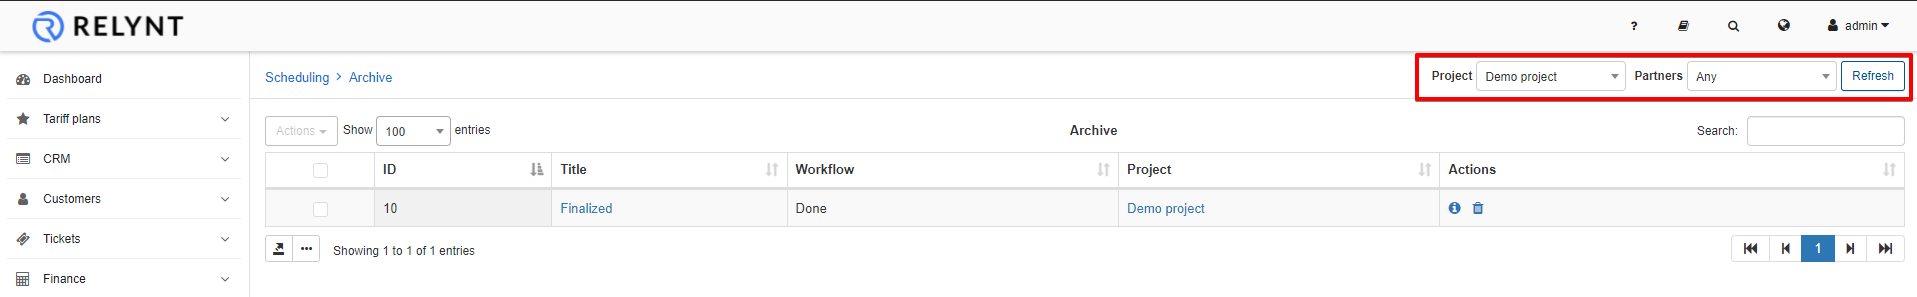 RELYNT
? admin
Dashboard
Tariff plans
CRM
Customers
Tickets
Finance
Scheduling > Archive
Project Demo project Partners Any Refresh
Actions Show 100 entries
Archive
Search:
ID Title Workflow Project Actions
10 Finalized Done Demo project
Showing 1 to 1 of 1 entries
1